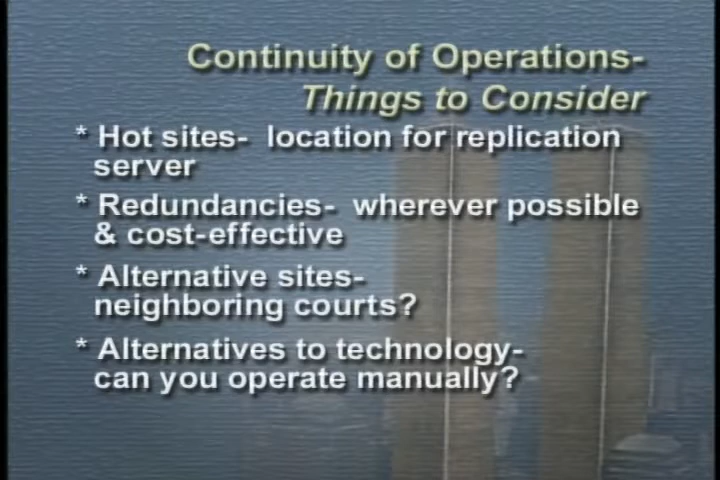 Continuity of Operations-
Things to Consider
* Hot sites- location for replication
server
* Redundancies- wherever possible
& cost-effective
* Alternative sites-
neighboring courts?
* Alternatives to technology-
can you operate manually?